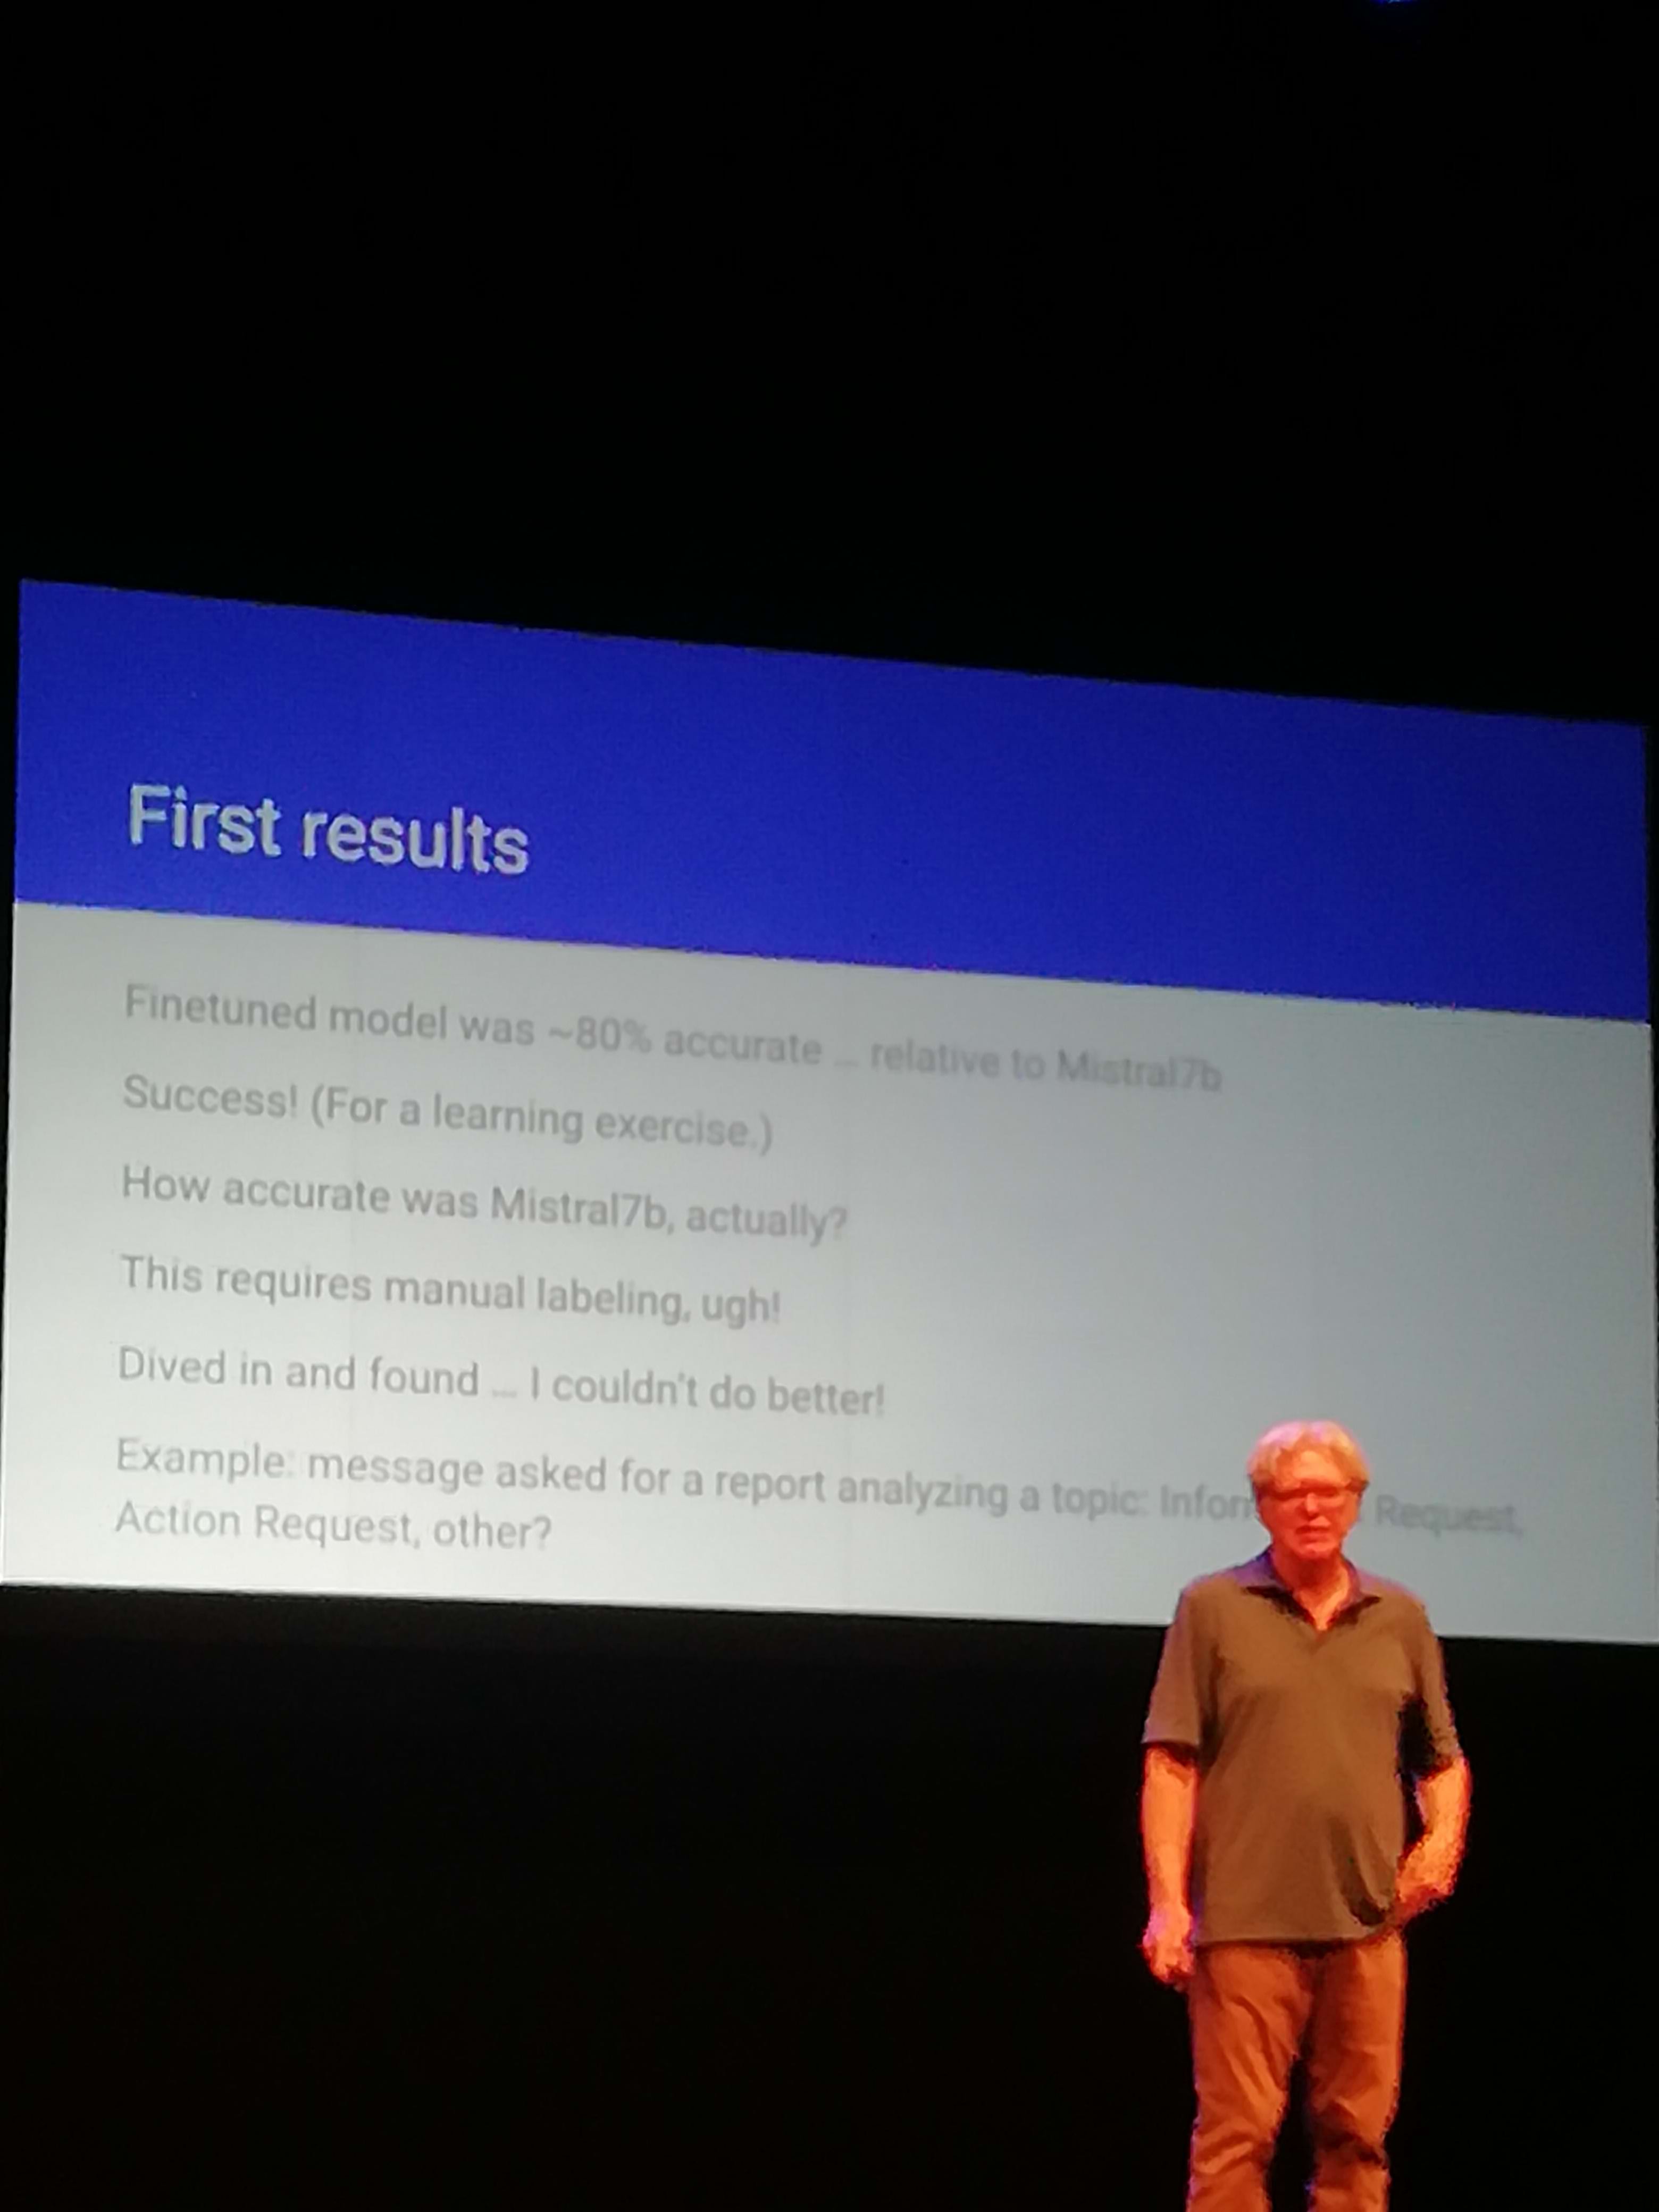 First results
Finetuned model was ~80% accurate ... relative to Mistral7b
Success! (For a learning exercise.)
How accurate was Mistral7b, actually?
This requires manual labeling, ugh!
Dived in and found ... I couldn't do better!
Example: message asked for a report analyzing a topic: Request,
Action Request, other?